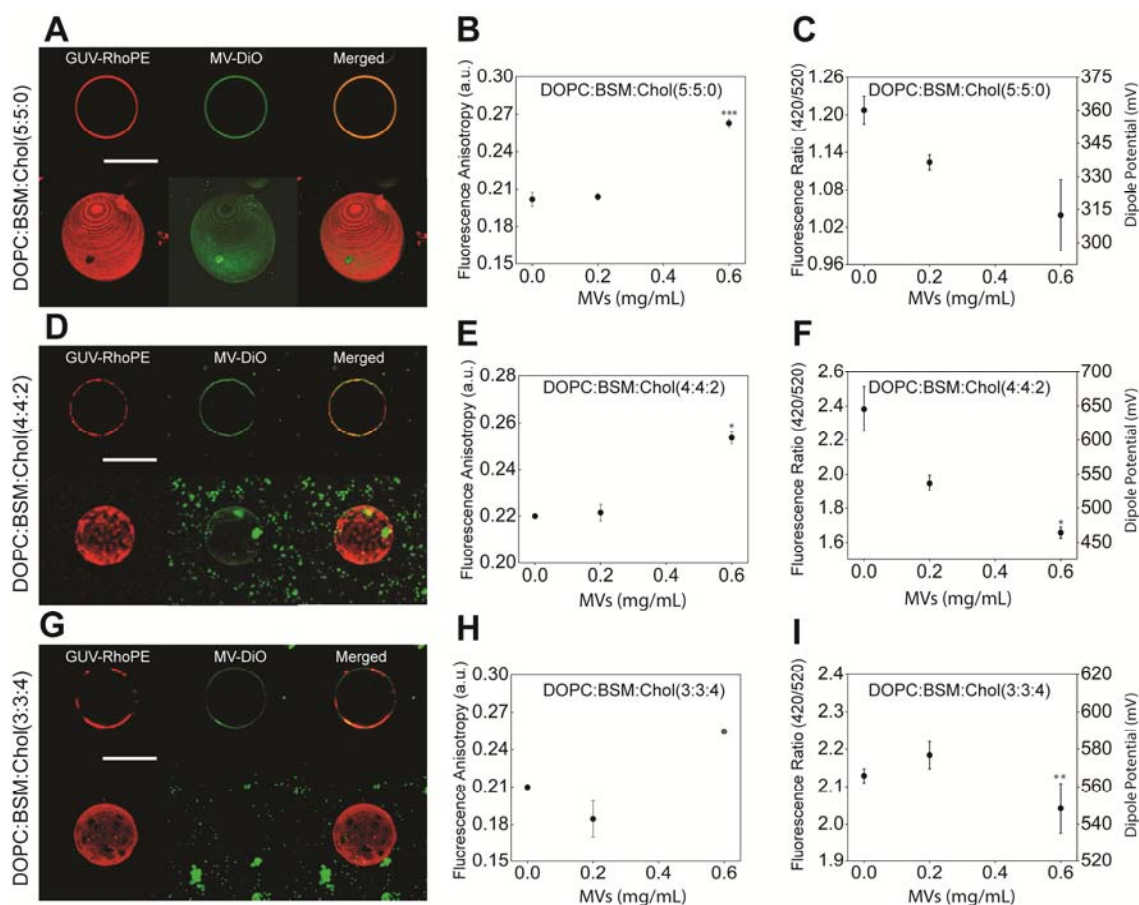 A
GUV-RhoPE MV-DiO Merged
DOPC:BSM:Chol(5:5:0)
B
0.30
0.27
0.24
0.21
0.18
0.15
Fluorescence Anisotropy (a.u.)
DOPC:BSM:Chol(5:5:0)
***
0.0 0.2 0.4 0.6
MVs (mg/mL)
C
1.26
1.20
1.14
1.08
1.02
0.96
Fluorescence Ratio (420/520)
DOPC:BSM:Chol(5:5:0)
375
360
345
330
315
300
Dipole Potential (mV)
0.0 0.2 0.4 0.6
MVs (mg/mL)
D
GUV-RhoPE MV-DiO Merged
DOPC:BSM:Chol(4:4:2)
E
0.28
0.26
0.24
0.22
0.20
Fluorescence Anisotropy (a.u.)
DOPC:BSM:Chol(4:4:2)
*
0.0 0.2 0.4 0.6
MVs (mg/mL)
F
2.6
2.4
2.2
2.0
1.8
1.6
Fluorescence Ratio (420/520)
DOPC:BSM:Chol(4:4:2)
*
700
650
600
550
500
450
Dipole Potential (mV)
0.0 0.2 0.4 0.6
MVs (mg/mL)
G
GUV-RhoPE MV-DiO Merged
DOPC:BSM:Chol(3:3:4)
H
0.30
0.27
0.24
0.21
0.18
0.15
Fluorescence Anisotropy (a.u.)
DOPC:BSM:Chol(3:3:4)
0.0 0.2 0.4 0.6
MVs (mg/mL)
I
2.4
2.3
2.2
2.1
2.0
1.9
Fluorescence Ratio (420/520)
DOPC:BSM:Chol(3:3:4)
**
620
600
580
560
540
520
Dipole Potential (mV)
0.0 0.2 0.4 0.6
MVs (mg/mL)